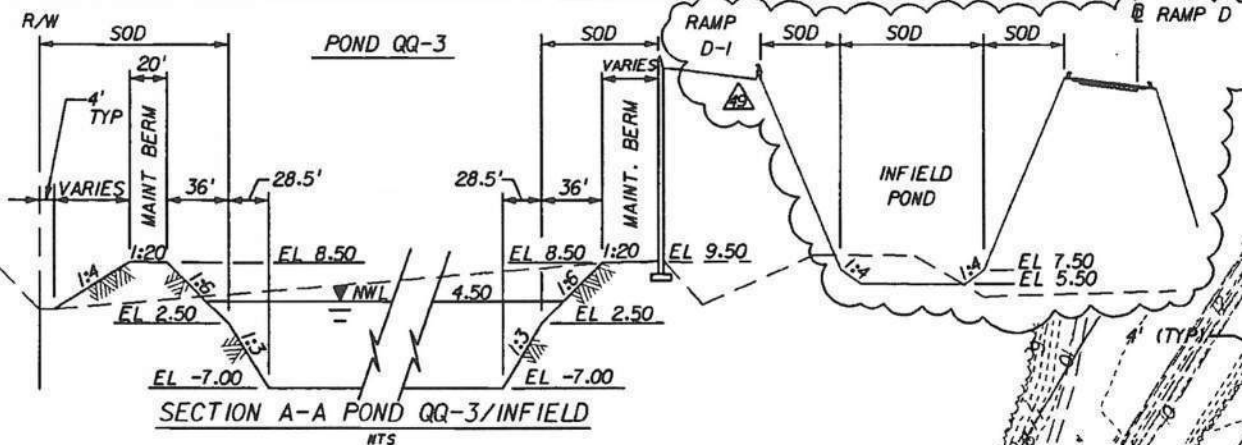 R/W
SOD
POND QQ-3
SOD
RAMP
D-1
SOD
SOD
SOD
RAMP D
20'
VARIES
4'
TYP
49
MAINT BERM
MAINT. BERM
INFIELD
POND
VARIES
36'
28.5'
28.5'
36'
1:20
EL 8.50
EL 8.50
1:20
EL 9.50
1:4
1:6
1:6
1:4
1:4
EL 7.50
EL 5.50
NWL
4.50
EL 2.50
EL 2.50
1:3
1:3
4' (TYP)
EL -7.00
EL -7.00
SECTION A-A POND QQ-3/INFIELD
NTS